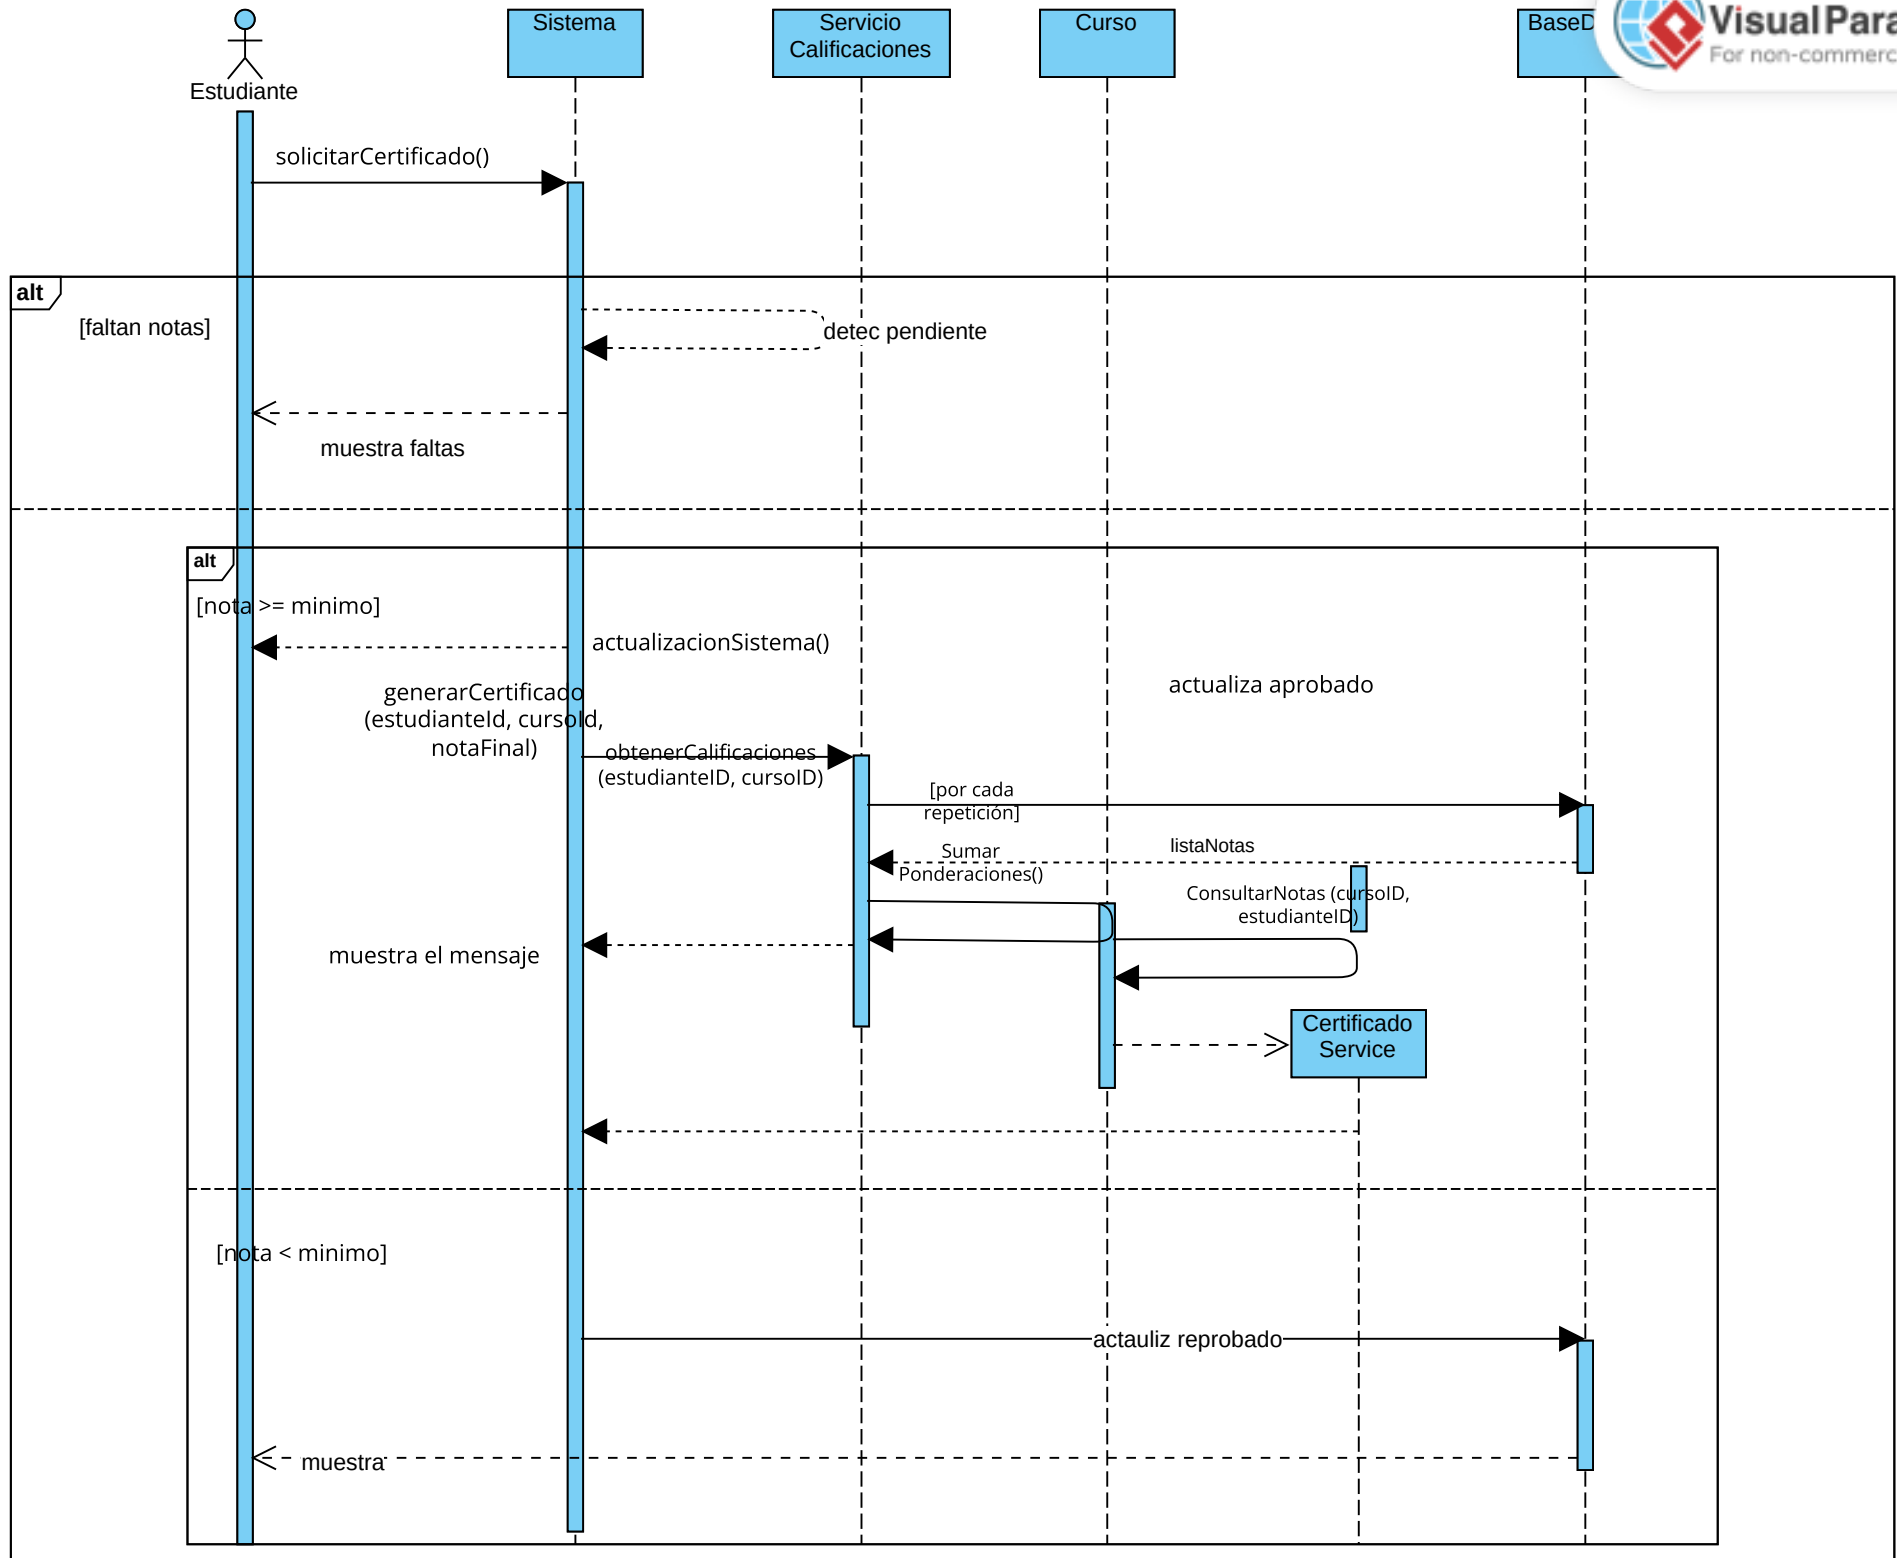 Sistema
Servicio
Calificaciones
Curso
VisualPara
For non-commerc
Estudiante
solicitarCertificado()
alt
[faltan notas]
detec pendiente
muestra faltas
alt
[nota >= minimo]
actualizacionSistema()
actualiza aprobado
generarCertificado
(estudianteId, cursoId,
notaFinal)
obtenerCalificaciones
(estudianteID, cursoID)
[por cada
repetición]
listaNotas
Sumar
Ponderaciones()
ConsultarNotas (cursoID,
estudianteID)
muestra el mensaje
Certificado
Service
[nota < minimo]
actauliz reprobado
muestra